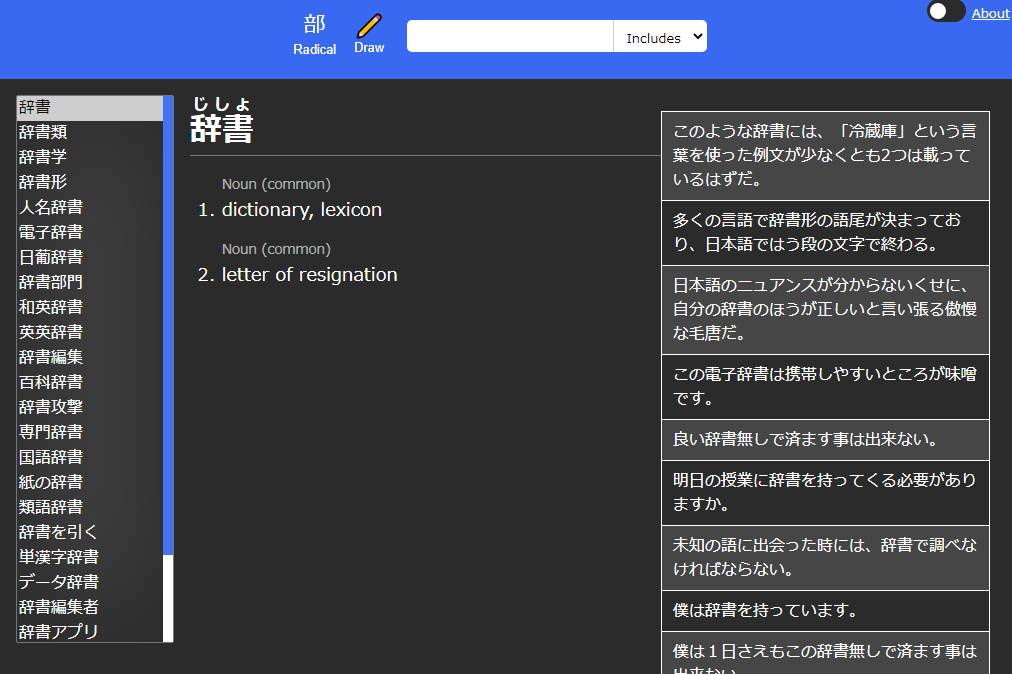 部
Radical
Draw
Includes
About
辞書
辞書類
辞書学
辞書形
人名辞書
電子辞書
日葡辞書
辞書部門
和英辞書
英英辞書
辞書編集
百科辞書
辞書攻撃
専門辞書
国語辞書
紙の辞書
類語辞書
辞書を引く
単漢字辞書
データ辞書
辞書編集者
辞書アプリ
じしょ
辞書
Noun (common)
1. dictionary, lexicon
Noun (common)
2. letter of resignation
このような辞書には、「冷蔵庫」という言
葉を使った例文が少なくとも2つは載って
いるはずだ。
多くの言語で辞書形の語尾が決まってお
り、日本語ではう段の文字で終わる。
日本語のニュアンスが分からないくせに、
自分の辞書のほうが正しいと言い張る傲慢
な毛唐だ。
この電子辞書は携帯しやすいところが味噌
です。
良い辞書無しで済ます事は出来ない。
明日の授業に辞書を持ってくる必要があり
ますか。
未知の語に出会った時には、辞書で調べな
ければならない。
僕は辞書を持っています。
僕は１日さえもこの辞書無しで済ます事は
出来ない